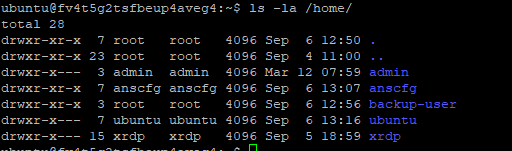 ubuntu@fv4t5g2tsfbeup4aveg4:~$ ls -la /home/
total 28
drwxr-xr-x  7 root   root   4096 Sep  6 12:50 .
drwxr-xr-x 23 root   root   4096 Sep  4 11:00 ..
drwxr-x---  3 admin  admin  4096 Mar 12 07:59 admin
drwxr-xr-x  7 anscfg anscfg 4096 Sep  6 13:07 anscfg
drwxr-xr-x  3 root   root   4096 Sep  6 12:56 backup-user
drwxr-x---  7 ubuntu ubuntu 4096 Sep  6 13:16 ubuntu
drwxr-x--- 15 xrdp   xrdp   4096 Sep  5 18:59 xrdp
ubuntu@fv4t5g2tsfbeup4aveg4:~$